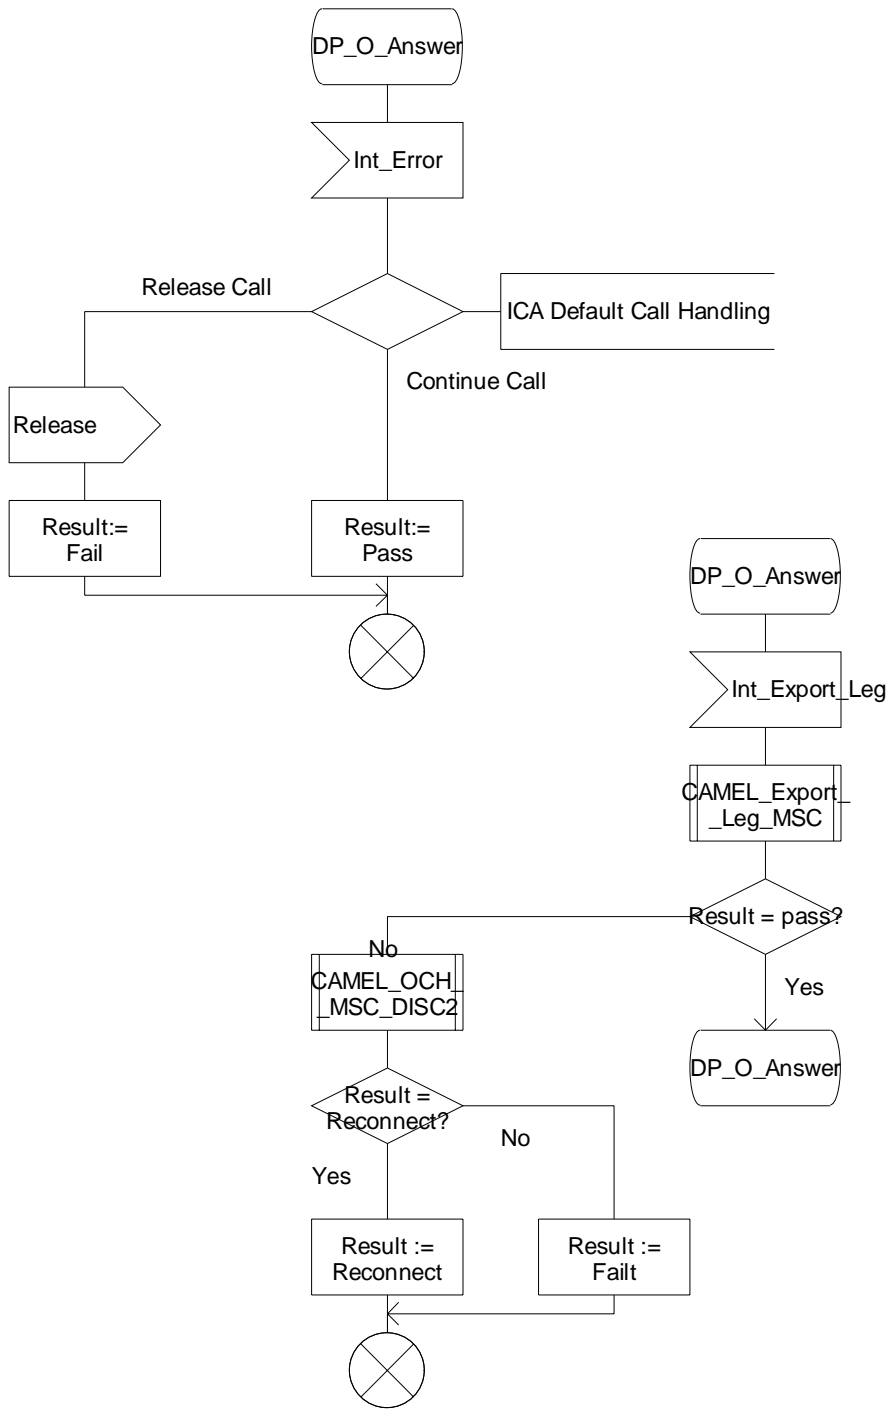 DP_O_Answer
Int_Error
Release Call
ICA Default Call Handling
Continue Call
Release
Result:=
Fail
Result:=
Pass
DP_O_Answer
Int_Export_Leg
CAMEL_Export_
_Leg_MSC
Result = pass?
No
CAMEL_OCH_
_MSC_DISC2
Yes
DP_O_Answer
Result =
Reconnect?
No
Yes
Result :=
Reconnect
Result :=
Failt